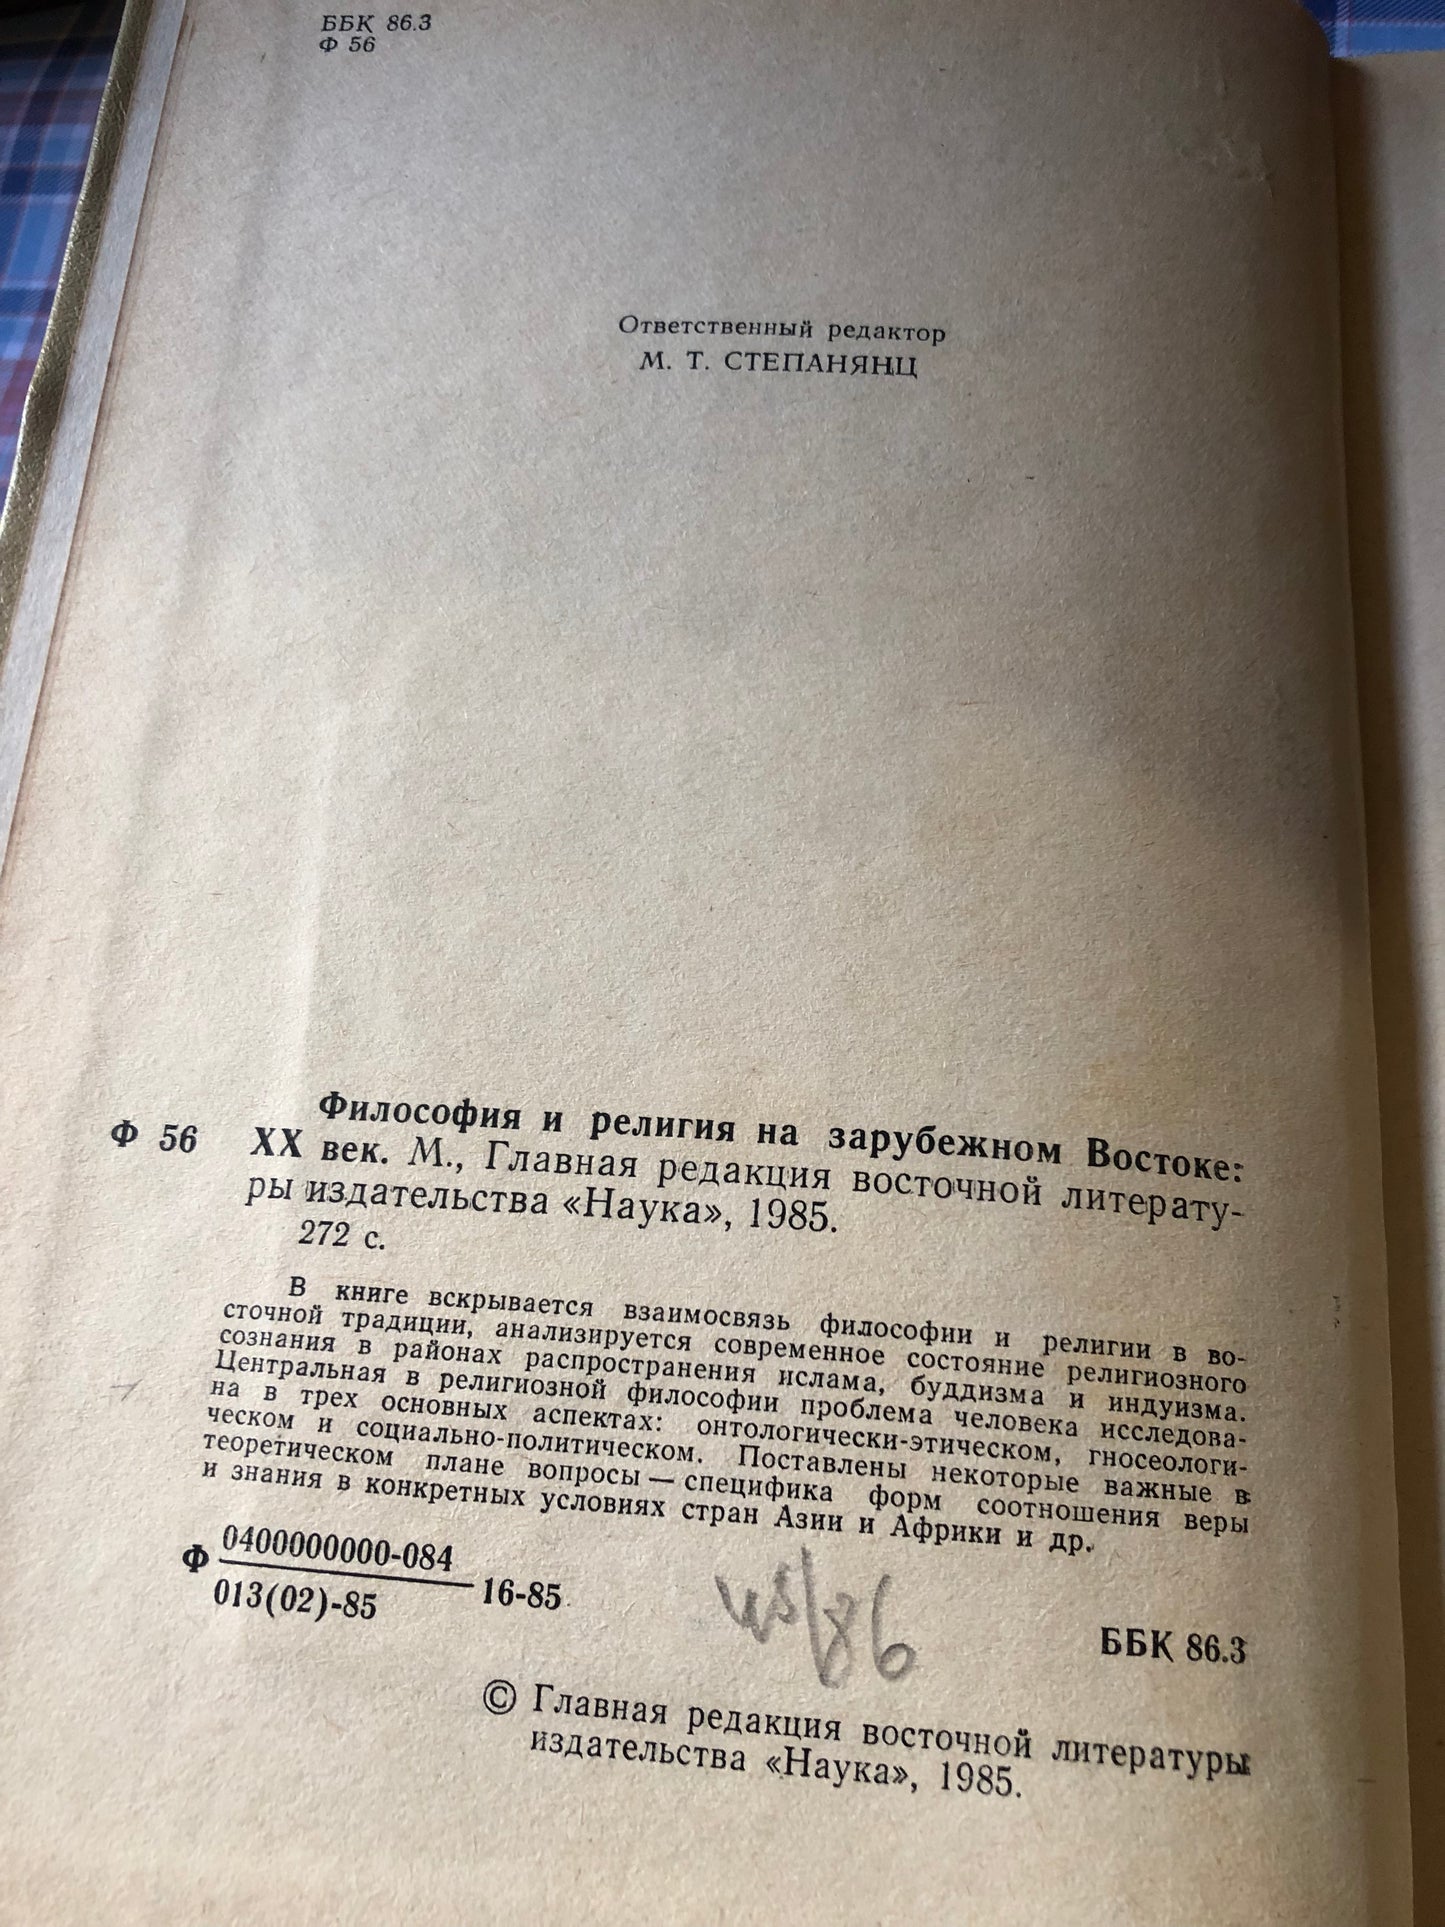 ББК 86.3
Ф 56
Ответственный редактор
М. Т. СТЕПАНЯНЦ
Философия и религия на зарубежном Востоке:
Ф 56 XX век. М., Главная редакция восточной литерату-
ры издательства «Наука», 1985.
272 с.
В книге вскрывается взаимосвязь философии и религии в во-
сточной традиции, анализируется современное состояние религиозного
сознания в районах распространения ислама, буддизма и индуизма.
Центральная в религиозной философии проблема человека исследова-
на в трех основных аспектах: онтологически-этическом, гносеологи-
ческом и социально-политическом. Поставлены некоторые важные в
теоретическом плане вопросы — специфика форм соотношения веры
и знания в конкретных условиях стран Азии и Африки и др.
Ф 0400000000-084
013(02)-85 16-85
86
ББК 86.3
© Главная редакция восточной литературы
издательства «Наука», 1985.